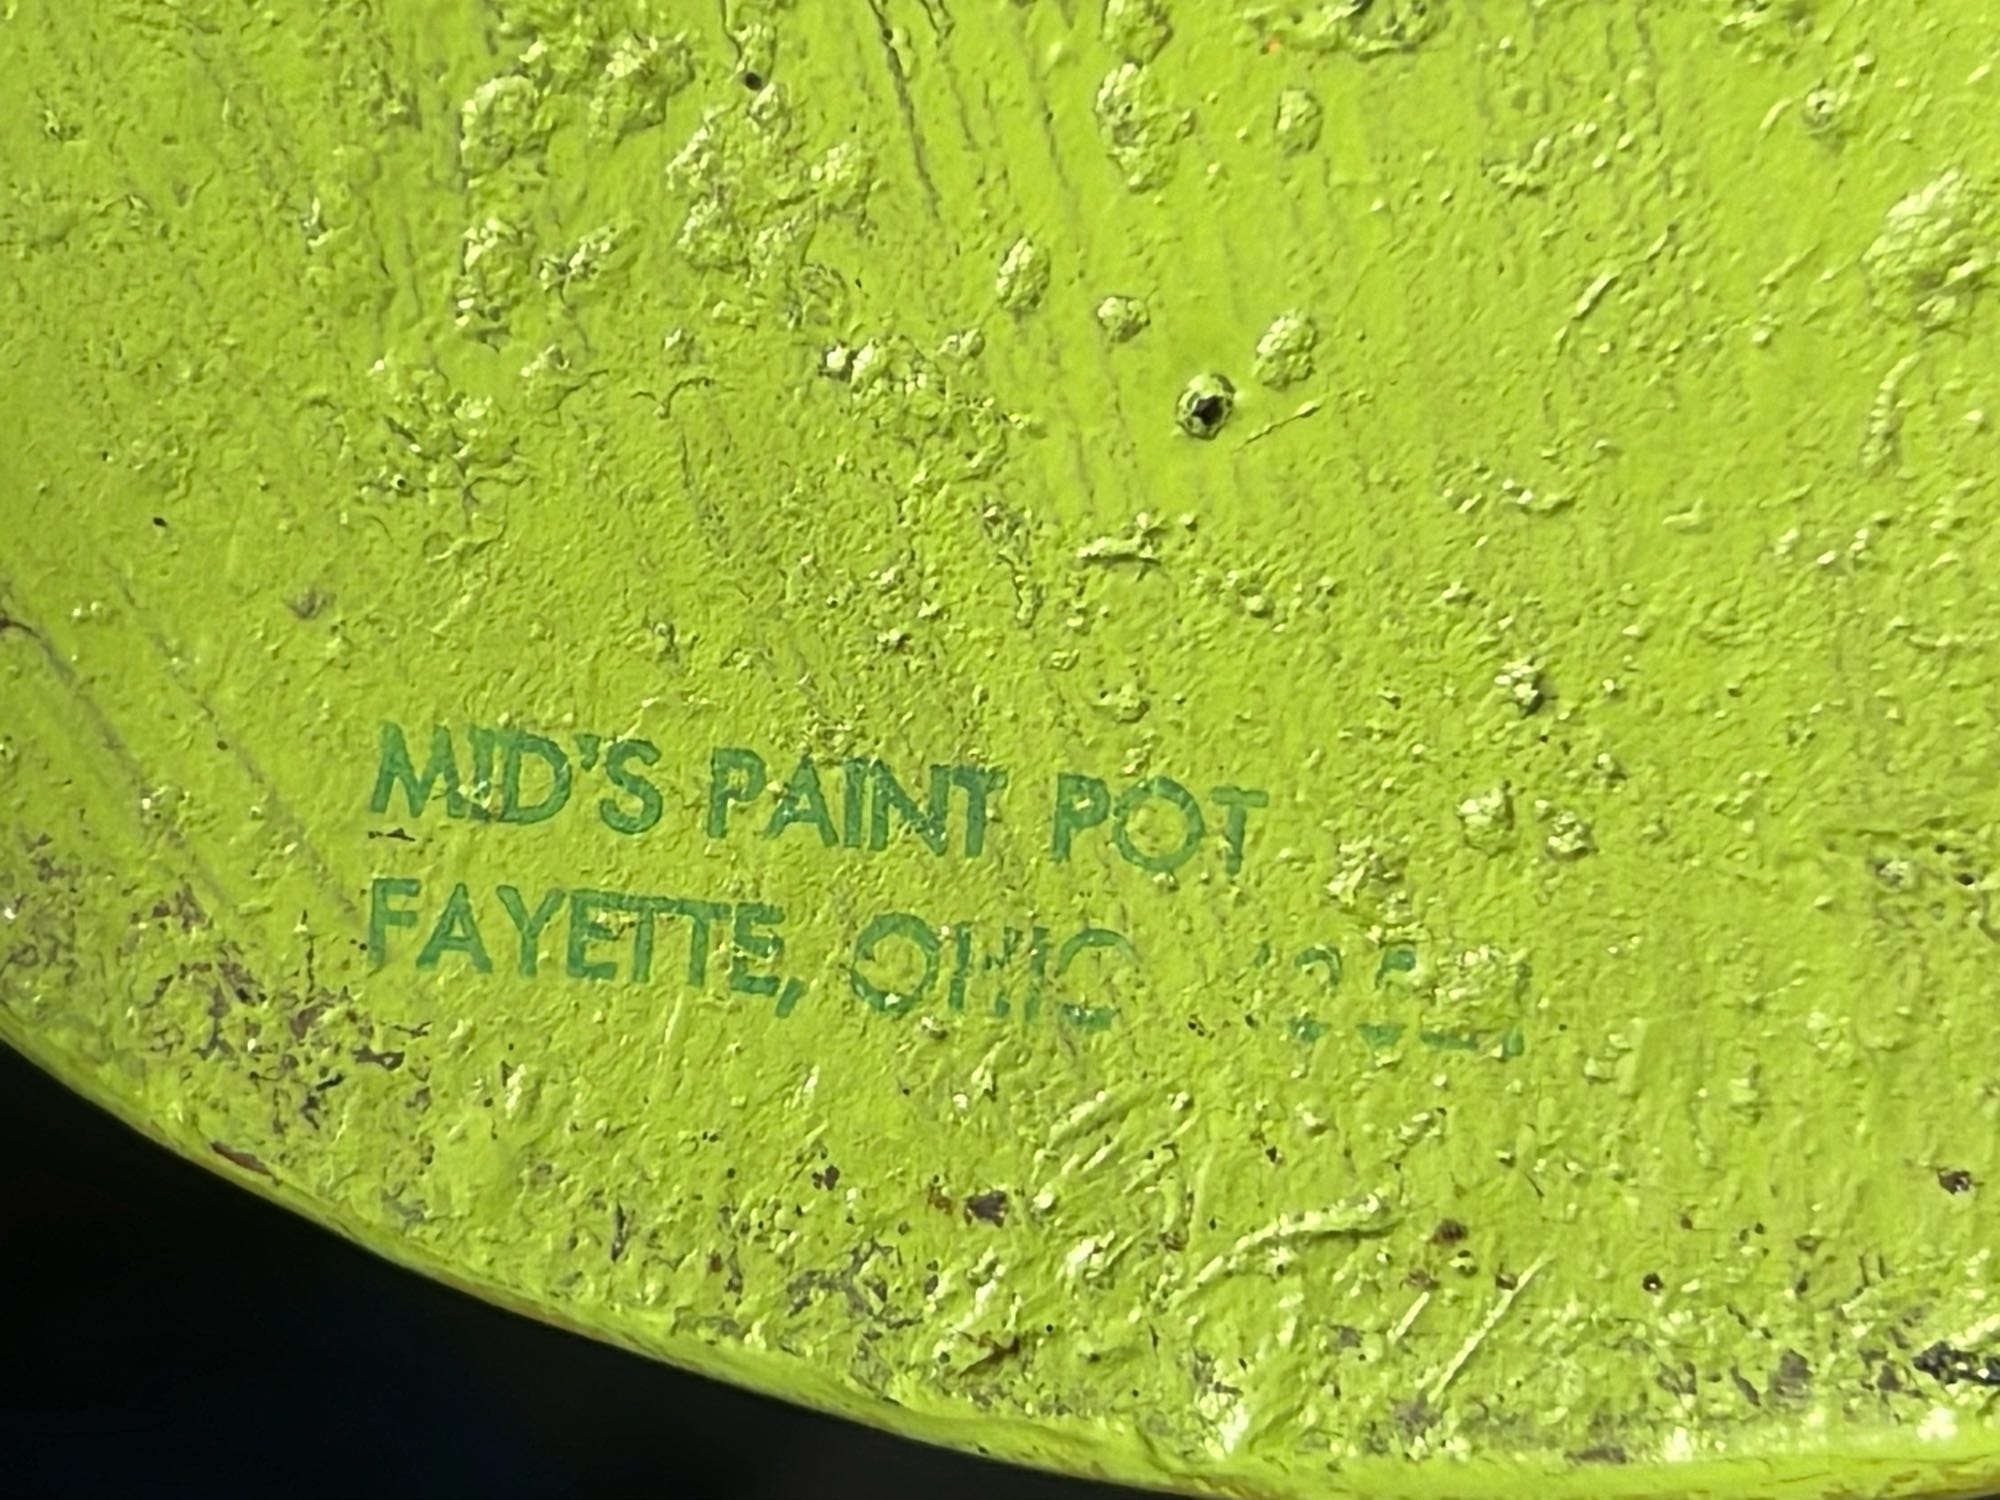 MID'S PAINT POT
FAYETTE, OHIO